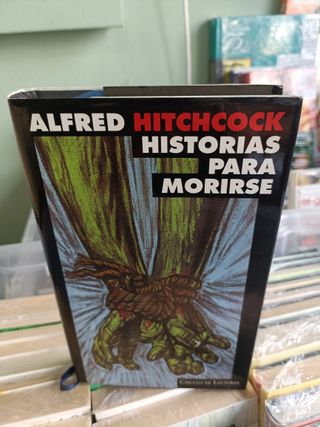 ALFRED HITCHCOCK
HISTORIAS
PARA
MORIRSE
CÍRCULO DE LECTORES